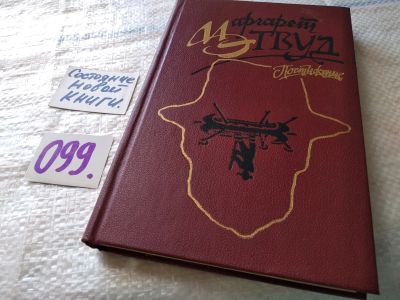 Маргарет
ЭТВУД
Постижение
Состояние
Новой
КНИГИ.
099.